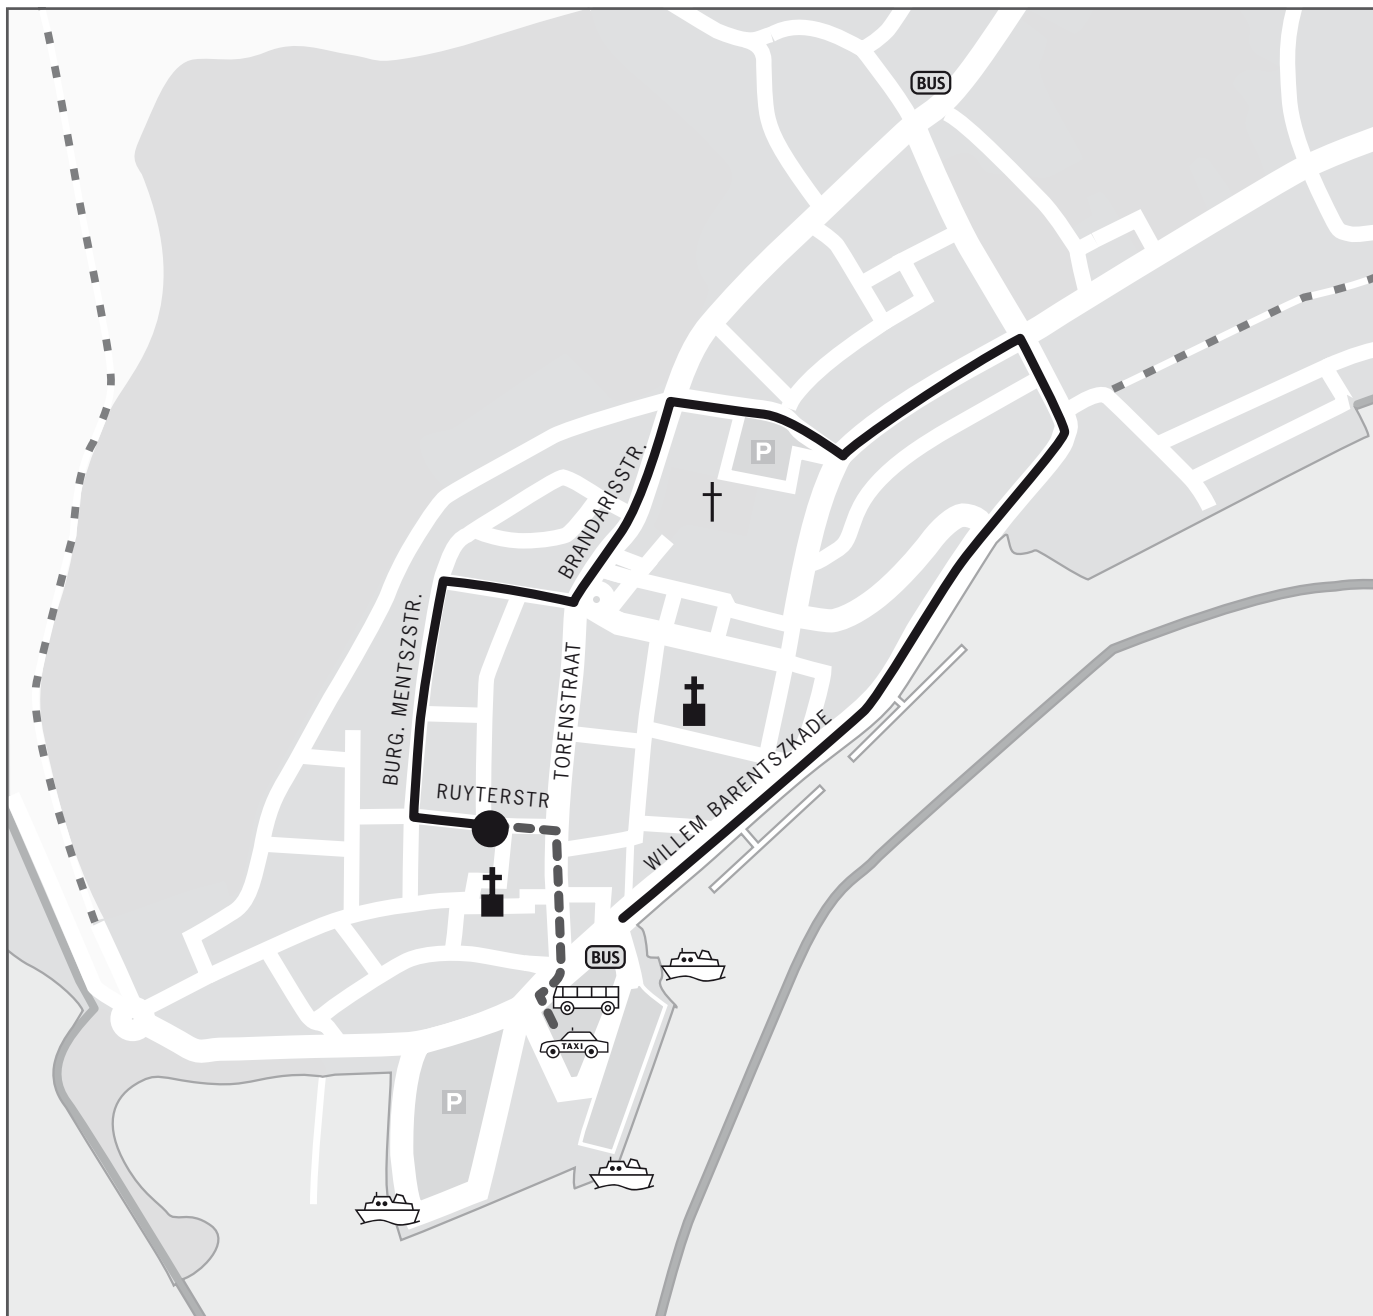 BUS
P
BRANDARISSTR.
BURG. MENTSZSTR.
TORENSTRAAT
RUYTERSTR
WILLEM BARENTSZKADE
BUS
TAXI
P